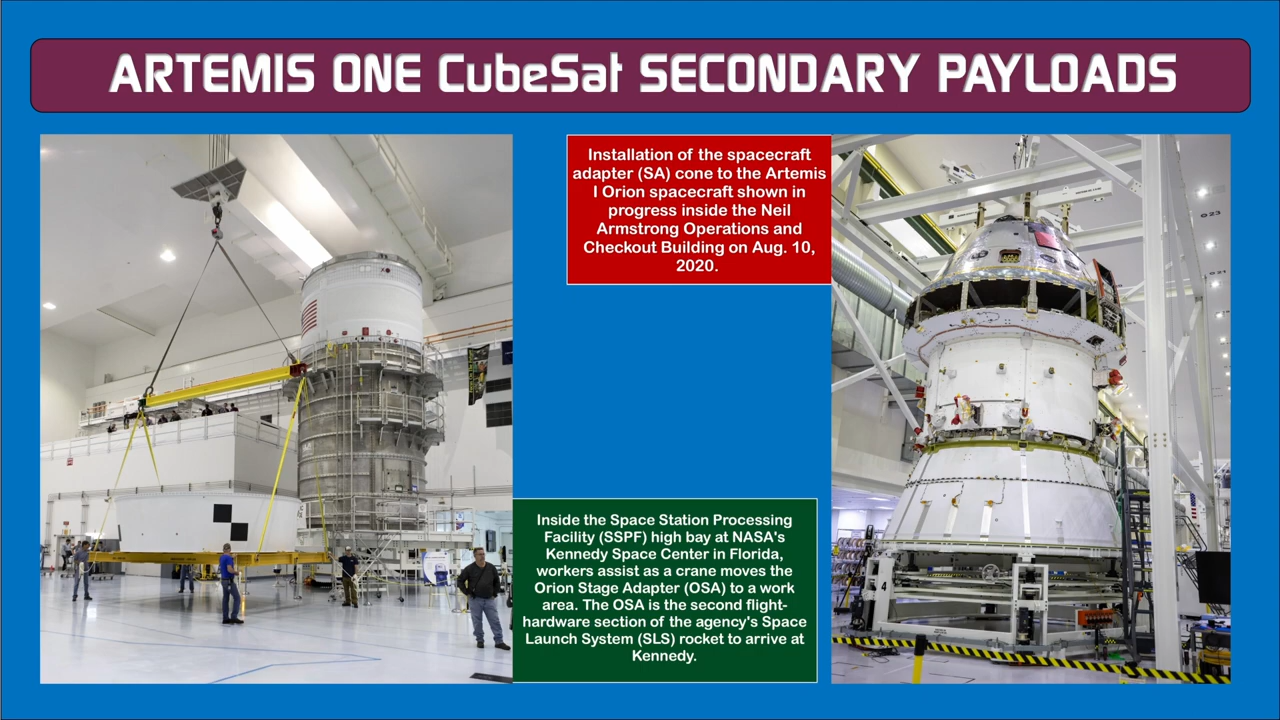 ARTEMIS ONE CubeSat SECONDARY PAYLOADS
Installation of the spacecraft
adapter (SA) cone to the Artemis
I Orion spacecraft shown in
progress inside the Neil
Armstrong Operations and
Checkout Building on Aug. 10,
2020.
Inside the Space Station Processing
Facility (SSPF) high bay at NASA's
Kennedy Space Center in Florida,
workers assist as a crane moves the
Orion Stage Adapter (OSA) to a work
area. The OSA is the second flight-
hardware section of the agency's Space
Launch System (SLS) rocket to arrive at
Kennedy.
23
21
4